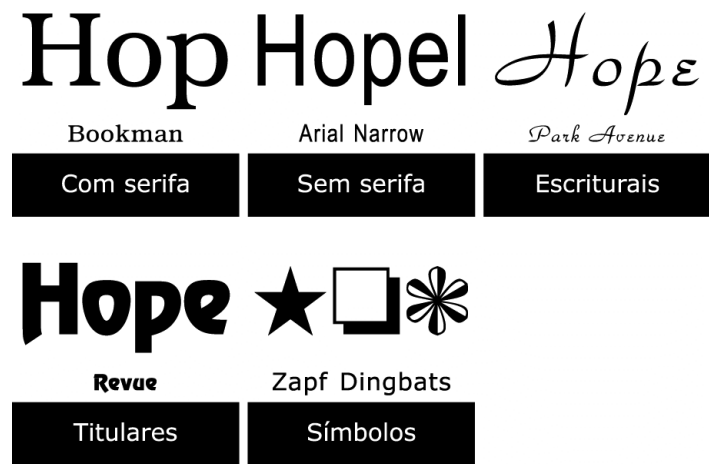 Hop Hopel Hope
Bookman Arial Narrow Park Avenue
Com serifa Sem serifa Escriturais
Hope ★❏✽
Revue Zapf Dingbats
Titulares Símbolos